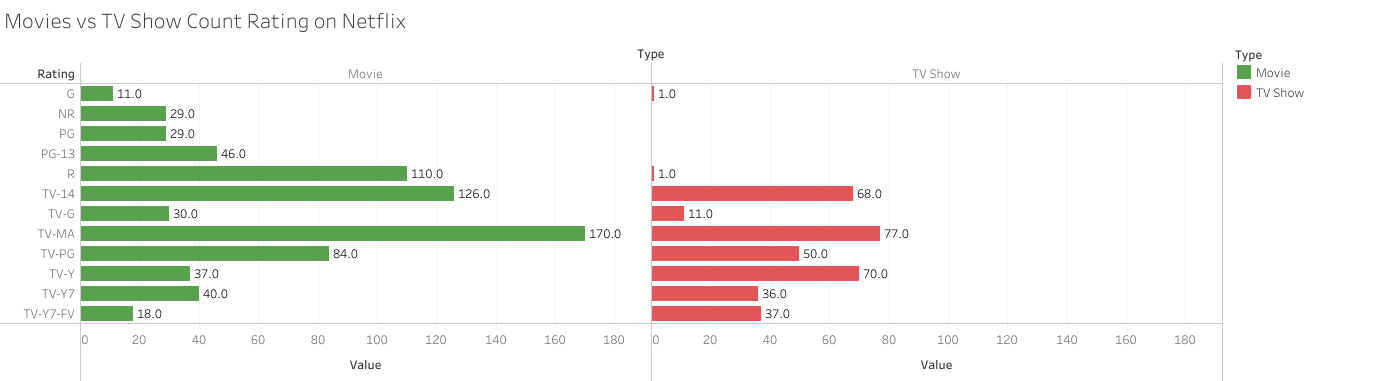 Movies vs TV Show Count Rating on Netflix
Type
Rating Movie TV Show
G 11.0 1.0
NR 29.0
PG 29.0
PG-13 46.0
R 110.0 1.0
TV-14 126.0 68.0
TV-G 30.0 11.0
TV-MA 170.0 77.0
TV-PG 84.0 50.0
TV-Y 37.0 70.0
TV-Y7 40.0 36.0
TV-Y7-FV 18.0 37.0
0 20 40 60 80 100 120 140 160 180 0 20 40 60 80 100 120 140 160 180
Value Value
Type
Movie
TV Show